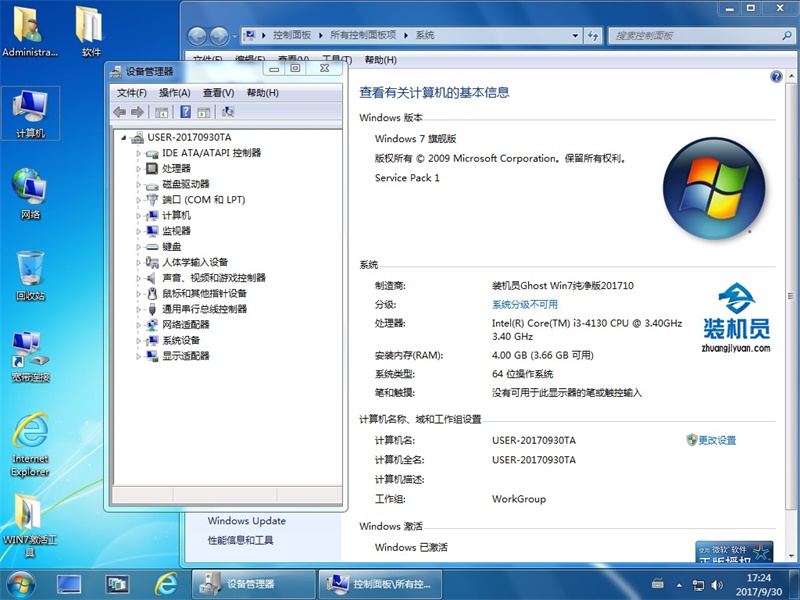 Administra...
软件
计算机
网络
回收站
宽带连接
Internet
Explorer
WIN7激活工
具
控制面板
所有控制面板项
系统
搜索控制面板
文件(F)
编辑(E)
查看(V)
工具(T)
帮助(H)
设备管理器
文件(F)
操作(A)
查看(V)
帮助(H)
USER-20170930TA
IDE ATA/ATAPI 控制器
处理器
磁盘驱动器
端口 (COM 和 LPT)
计算机
监视器
键盘
人体学输入设备
声音、视频和游戏控制器
鼠标和其他指针设备
通用串行总线控制器
网络适配器
系统设备
显示适配器
Windows Update
性能信息和工具
查看有关计算机的基本信息
Windows 版本
Windows 7 旗舰版
版权所有 © 2009 Microsoft Corporation。保留所有权利。
Service Pack 1
系统
制造商: 装机员Ghost Win7纯净版201710
分级: 系统分级不可用
处理器: Intel(R) Core(TM) i3-4130 CPU @ 3.40GHz
3.40 GHz
安装内存(RAM): 4.00 GB (3.66 GB 可用)
系统类型: 64 位操作系统
笔和触摸: 没有可用于此显示器的笔或触控输入
装机员
zhuangjiyuan.com
计算机名称、域和工作组设置
计算机名: USER-20170930TA
更改设置
计算机全名: USER-20170930TA
计算机描述:
工作组: WorkGroup
Windows 激活
Windows 已激活
使用 微软 软件
正版授权
设备管理器
控制面板\所有控...
17:24
2017/9/30